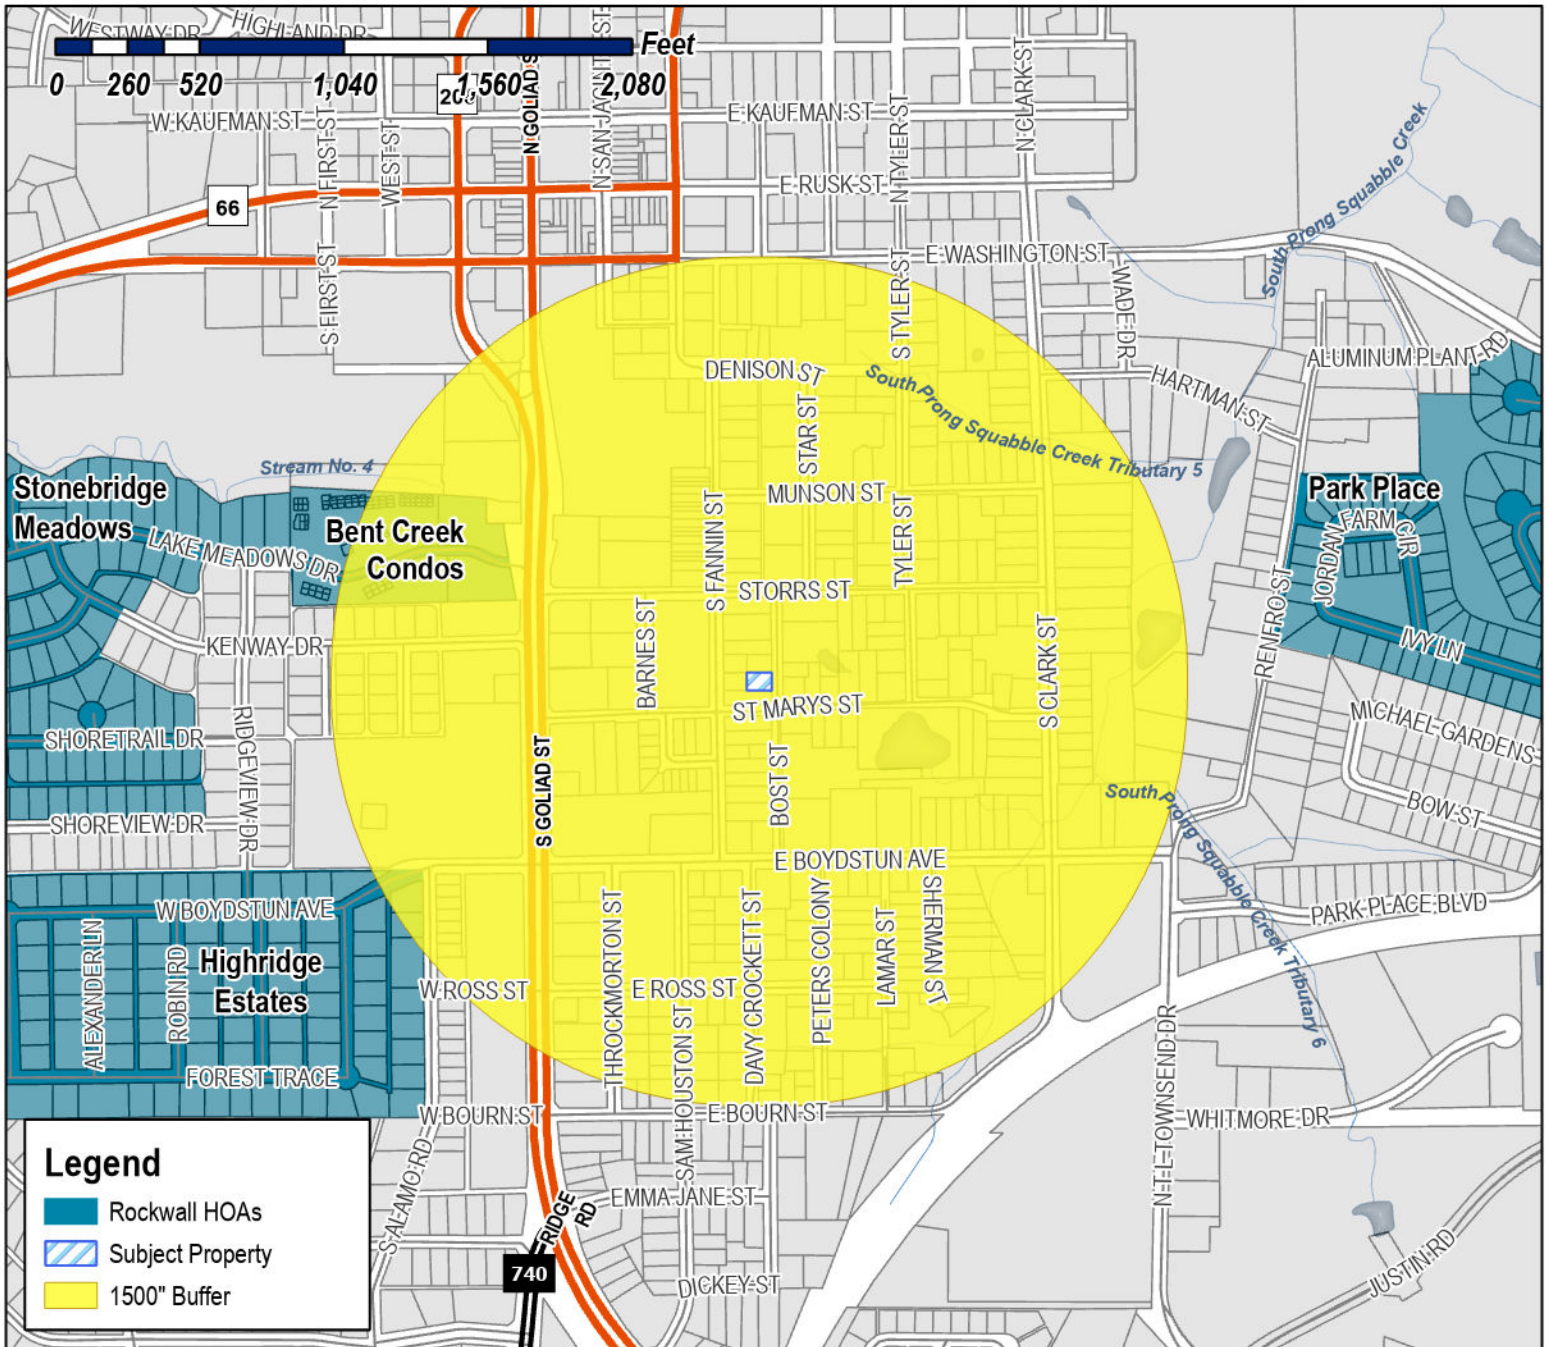 WESTWAY DR
HIGHLAND DR
Feet
0 260 520 1,040 1,560 2,080
W KAUFMAN ST
E KAUFMAN ST
N FIRST ST
WEST ST
N GOLIAD S
N SAN JACINTO ST
N TYLER ST
N CLARK ST
E RUSK ST
66
South Prong Squabble Creek
S FIRST ST
E WASHINGTON ST
S TYLER ST
WADE DR
DENISON ST
ALUMINUM PLANT RD
HARTMAN ST
South Prong Squabble Creek Tributary 5
STAR ST
Stream No. 4
Stonebridge
Meadows
Bent Creek
Condos
LAKE MEADOWS DR
MUNSON ST
S FANNIN ST
TYLER ST
Park Place
JORDAN FARM CIR
STORRS ST
BARNES ST
KENWAY DR
S CLARK ST
RENFRO ST
IVY LN
ST MARYS ST
SHORETRAIL DR
RIDGEVIEW DR
MICHAEL GARDENS
S GOLIAD ST
BOST ST
SHOREVIEW DR
BOW ST
South Prong Squabble Creek Tributary 6
E BOYDSTUN AVE
W BOYDSTUN AVE
PARK PLACE BLVD
ALEXANDER LN
ROBIN RD
Highridge
Estates
THROCKMORTON ST
DAVY CROCKETT ST
PETERS COLONY
LAMAR ST
SHERMAN ST
W ROSS ST
E ROSS ST
SAM HOUSTON ST
FOREST TRACE
W BOURN ST
E BOURN ST
N T L TOWNSEND DR
WHITMORE DR
S ALAMO RD
EMMA JANE ST
RIDGE
RD
740
DICKEY ST
JUSTIN RD
Legend
Rockwall HOAs
Subject Property
1500" Buffer